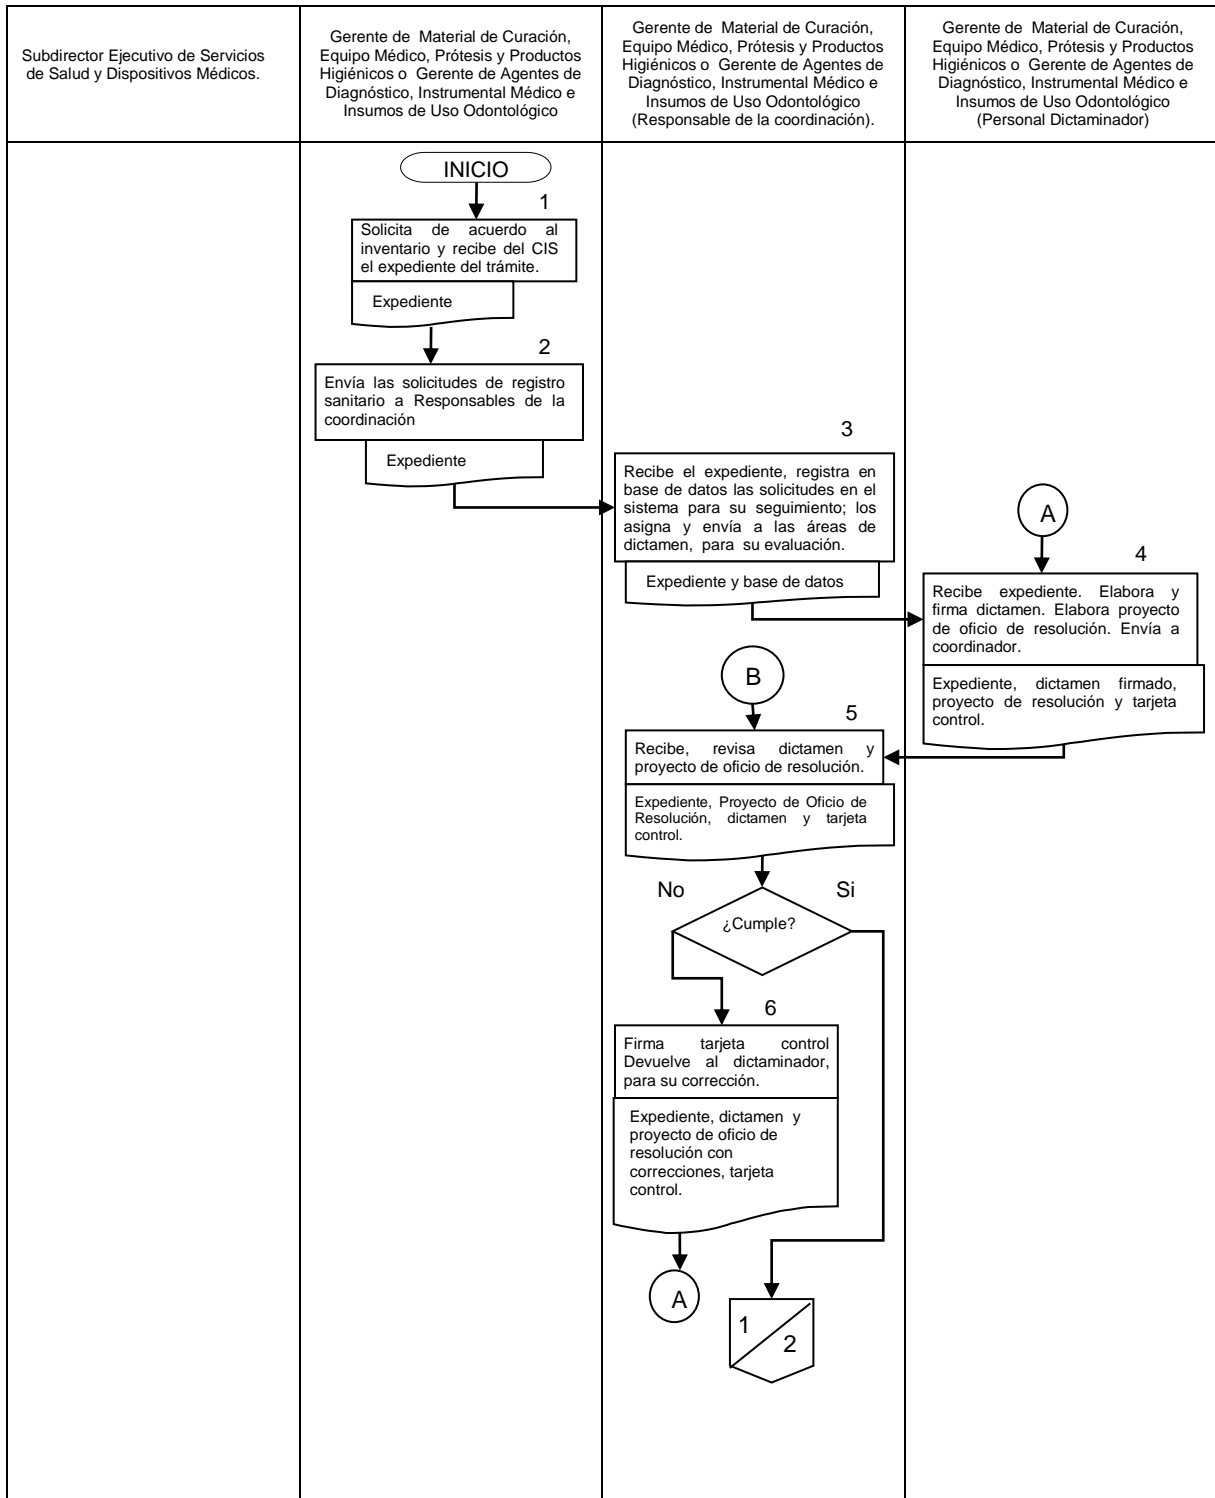 Subdirector Ejecutivo de Servicios
de Salud y Dispositivos Médicos.
Gerente de Material de Curación,
Equipo Médico, Prótesis y Productos
Higiénicos o Gerente de Agentes de
Diagnóstico, Instrumental Médico e
Insumos de Uso Odontológico
Gerente de Material de Curación,
Equipo Médico, Prótesis y Productos
Higiénicos o Gerente de Agentes de
Diagnóstico, Instrumental Médico e
Insumos de Uso Odontológico
(Responsable de la coordinación).
Gerente de Material de Curación,
Equipo Médico, Prótesis y Productos
Higiénicos o Gerente de Agentes de
Diagnóstico, Instrumental Médico e
Insumos de Uso Odontológico
(Personal Dictaminador)
INICIO
1
Solicita de acuerdo al
inventario y recibe del CIS
el expediente del trámite.
Expediente
2
Envía las solicitudes de registro
sanitario a Responsables de la
coordinación
Expediente
3
Recibe el expediente, registra en
base de datos las solicitudes en el
sistema para su seguimiento; los
asigna y envía a las áreas de
dictamen, para su evaluación.
Expediente y base de datos
A
4
Recibe expediente. Elabora y
firma dictamen. Elabora proyecto
de oficio de resolución. Envía a
coordinador.
Expediente, dictamen firmado,
proyecto de resolución y tarjeta
control.
B
5
Recibe, revisa dictamen y
proyecto de oficio de resolución.
Expediente, Proyecto de Oficio de
Resolución, dictamen y tarjeta
control.
No
Si
¿Cumple?
6
Firma tarjeta control
Devuelve al dictaminador,
para su corrección.
Expediente, dictamen y
proyecto de oficio de
resolución con
correcciones, tarjeta
control.
A
1
2